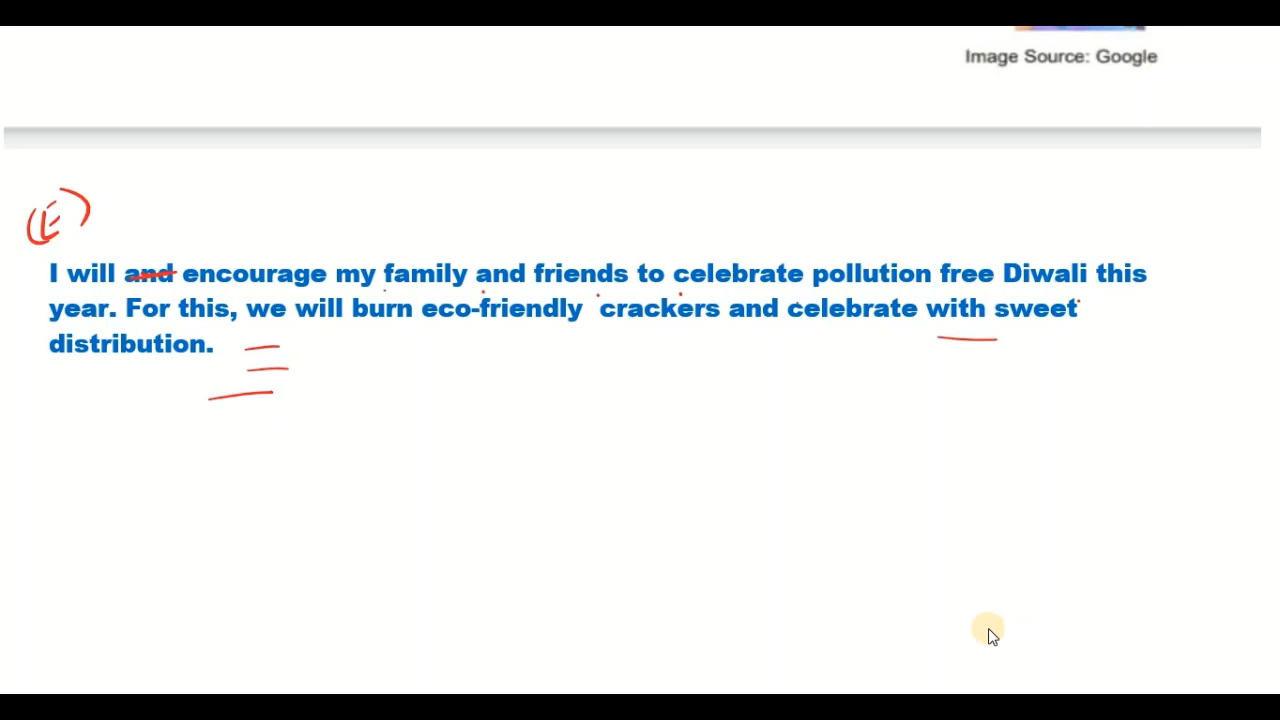 Image Source: Google
(E)
I will and encourage my family and friends to celebrate pollution free Diwali this
year. For this, we will burn eco-friendly crackers and celebrate with sweet
distribution.